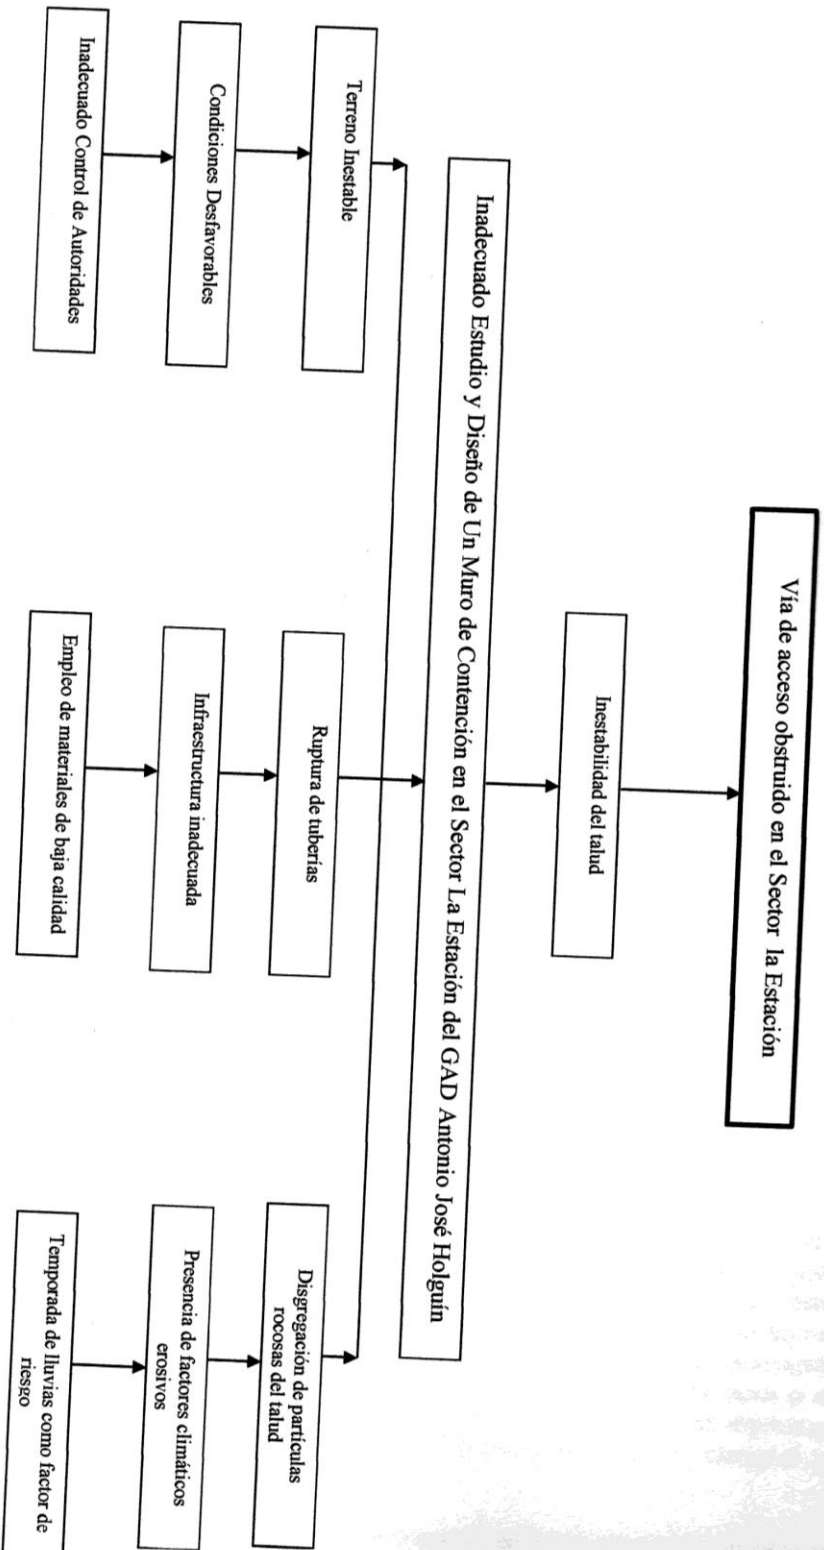 Vía de acceso obstruido en el Sector la Estación
Inestabilidad del talud
Inadecuado Estudio y Diseño de Un Muro de Contención en el Sector La Estación del GAD Antonio José Holguín
Terreno Inestable
Ruptura de tuberías
Disgregación de partículas
rocosas del talud
Condiciones Desfavorables
Infraestructura inadecuada
Presencia de factores climáticos
erosivos
Inadecuado Control de Autoridades
Empleo de materiales de baja calidad
Temporada de lluvias como factor de
riesgo